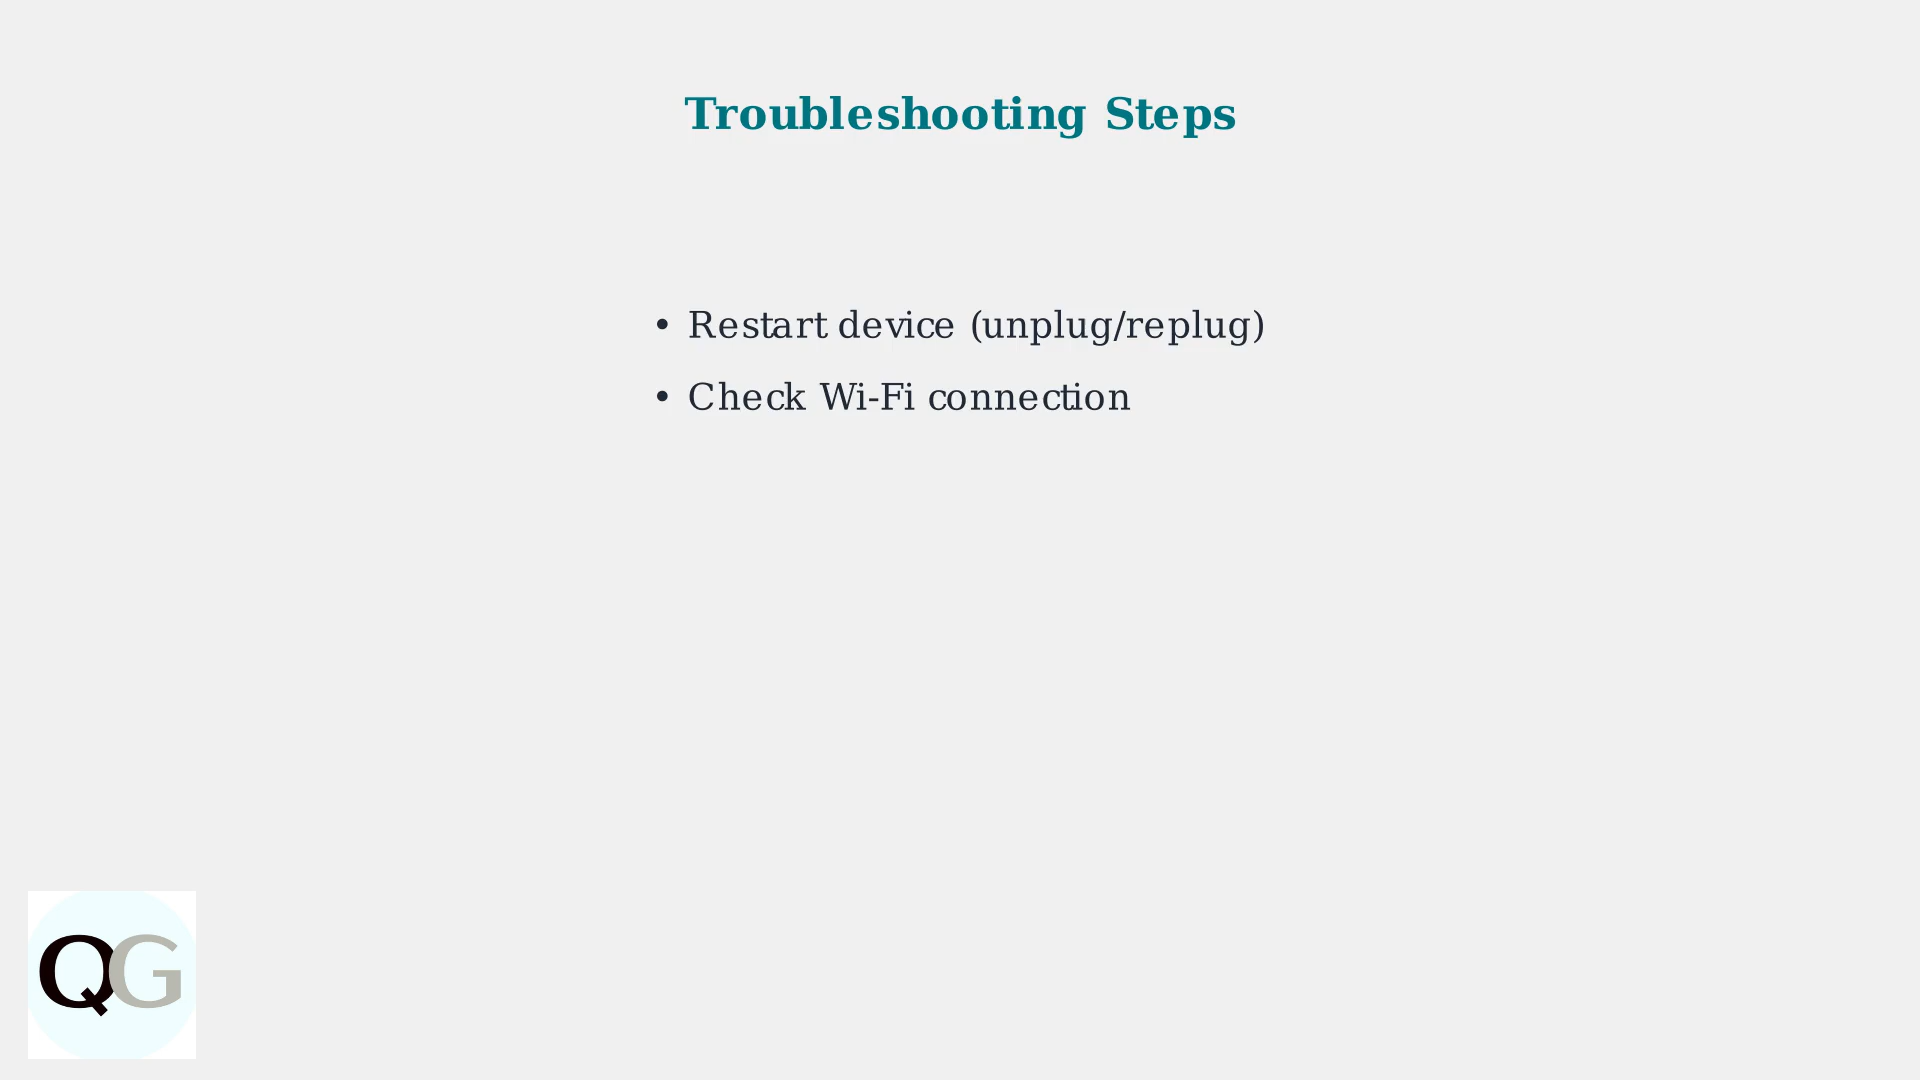 Troubleshooting Steps
• Restart device (unplug/replug)
• Check Wi-Fi connection
QG